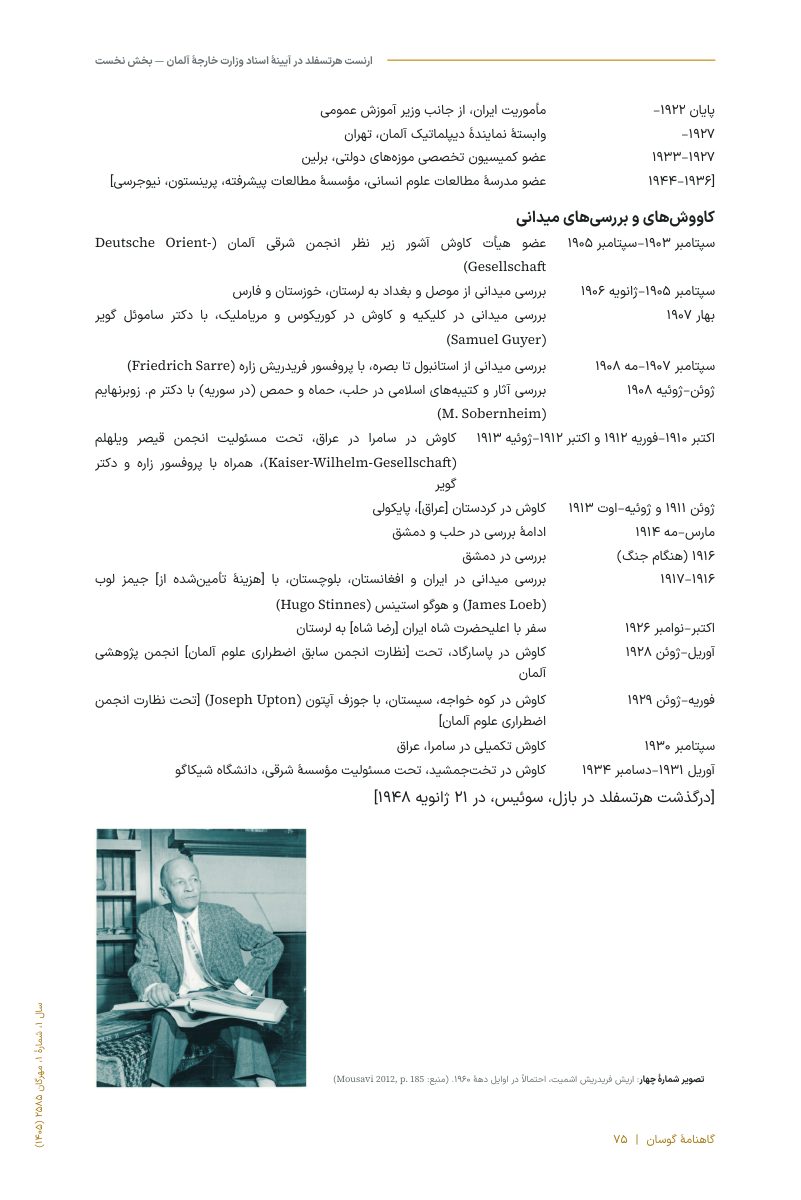 ارنست هرتسفلد در آیینۀ اسناد وزارت خارجۀ آلمان — بخش نخست
پایان ۱۹۲۲– مأموریت ایران، از جانب وزیر آموزش عمومی
۱۹۲۷– وابستۀ نمایندۀ دیپلماتیک آلمان، تهران
۱۹۲۷–۱۹۳۳ عضو کمیسیون تخصصی موزه‌های دولتی، برلین
[۱۹۳۶–۱۹۴۴ عضو مدرسۀ مطالعات علوم انسانی، مؤسسۀ مطالعات پیشرفته، پرینستون، نیوجرسی]
کاووش‌های و بررسی‌های میدانی
سپتامبر ۱۹۰۳–سپتامبر ۱۹۰۵ عضو هیأت کاوش آشور زیر نظر انجمن شرقی آلمان (Deutsche Orient-
Gesellschaft)
سپتامبر ۱۹۰۵–ژانویه ۱۹۰۶ بررسی میدانی از موصل و بغداد به لرستان، خوزستان و فارس
بهار ۱۹۰۷ بررسی میدانی در کلیکیه و کاوش در کوریکوس و مریاملیک، با دکتر ساموئل گویر
(Samuel Guyer)
سپتامبر ۱۹۰۷–مه ۱۹۰۸ بررسی میدانی از استانبول تا بصره، با پروفسور فریدریش زاره (Friedrich Sarre)
ژوئن–ژوئیه ۱۹۰۸ بررسی آثار و کتیبه‌های اسلامی در حلب، حماه و حمص (در سوریه) با دکتر م. زوبرنهایم
(M. Sobernheim)
اکتبر ۱۹۱۰–فوریه ۱۹۱۲ و اکتبر ۱۹۱۲–ژوئیه ۱۹۱۳ کاوش در سامرا در عراق، تحت مسئولیت انجمن قیصر ویلهلم
(Kaiser-Wilhelm-Gesellschaft)، همراه با پروفسور زاره و دکتر
گویر
ژوئن ۱۹۱۱ و ژوئیه–اوت ۱۹۱۳ کاوش در کردستان [عراق]، پایکولی
مارس–مه ۱۹۱۴ ادامۀ بررسی در حلب و دمشق
۱۹۱۶ (هنگام جنگ) بررسی در دمشق
۱۹۱۶–۱۹۱۷ بررسی میدانی در ایران و افغانستان، بلوچستان، با [هزینۀ تأمین‌شده از] جیمز لوب
(James Loeb) و هوگو استینس (Hugo Stinnes)
اکتبر–نوامبر ۱۹۲۶ سفر با اعلیحضرت شاه ایران [رضا شاه] به لرستان
آوریل–ژوئن ۱۹۲۸ کاوش در پاسارگاد، تحت [نظارت انجمن سابق اضطراری علوم آلمان] انجمن پژوهشی
آلمان
فوریه–ژوئن ۱۹۲۹ کاوش در کوه خواجه، سیستان، با جوزف آپتون (Joseph Upton) [تحت نظارت انجمن
اضطراری علوم آلمان]
سپتامبر ۱۹۳۰ کاوش تکمیلی در سامرا، عراق
آوریل ۱۹۳۱–دسامبر ۱۹۳۴ کاوش در تخت‌جمشید، تحت مسئولیت مؤسسۀ شرقی، دانشگاه شیکاگو
[درگذشت هرتسفلد در بازل، سوئیس، در ۲۱ ژانویه ۱۹۴۸]
تصویر شمارۀ چهار: اریش فریدریش اشمیت، احتمالاً در اوایل دهۀ ۱۹۶۰. (منبع: Mousavi 2012, p. 185)
سال ۱، شمارۀ ۱، مهرگان ۲۵۸۵ (۱۴۰۵)
گاهنامۀ گوسان | ۷۵